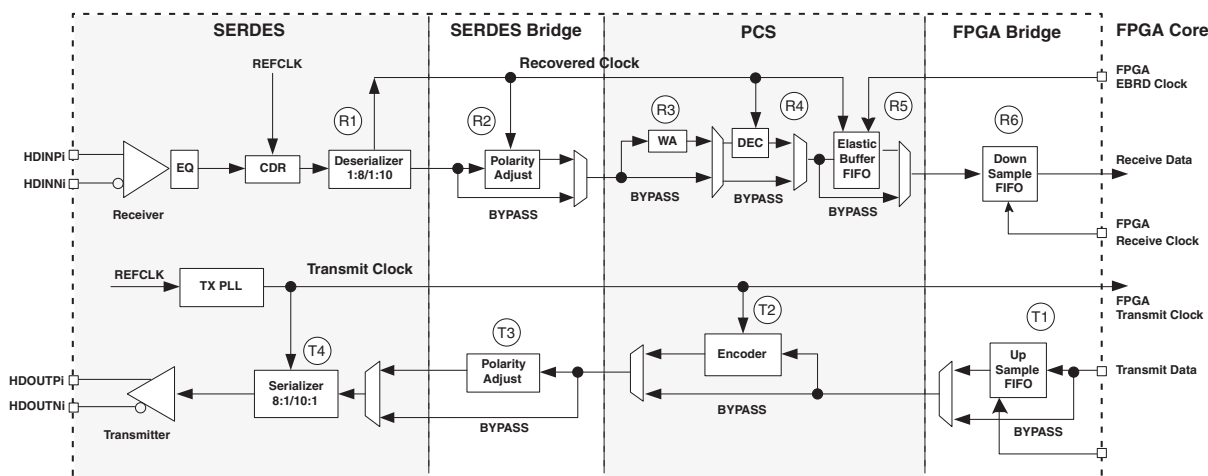 SERDES
SERDES Bridge
PCS
FPGA Bridge
FPGA Core
Recovered Clock
REFCLK
R1
R2
R3
R4
R5
R6
FPGA
EBRD Clock
HDINPi
HDINNi
EQ
CDR
Deserializer
1:8/1:10
Polarity
Adjust
WA
DEC
Elastic
Buffer
FIFO
Down
Sample
FIFO
Receive Data
Receiver
BYPASS
BYPASS
BYPASS
BYPASS
FPGA
Receive Clock
REFCLK
TX PLL
Transmit Clock
FPGA
Transmit Clock
T4
T3
T2
T1
HDOUTPi
HDOUTNi
Transmitter
Serializer
8:1/10:1
Polarity
Adjust
Encoder
Up
Sample
FIFO
Transmit Data
BYPASS
BYPASS
BYPASS